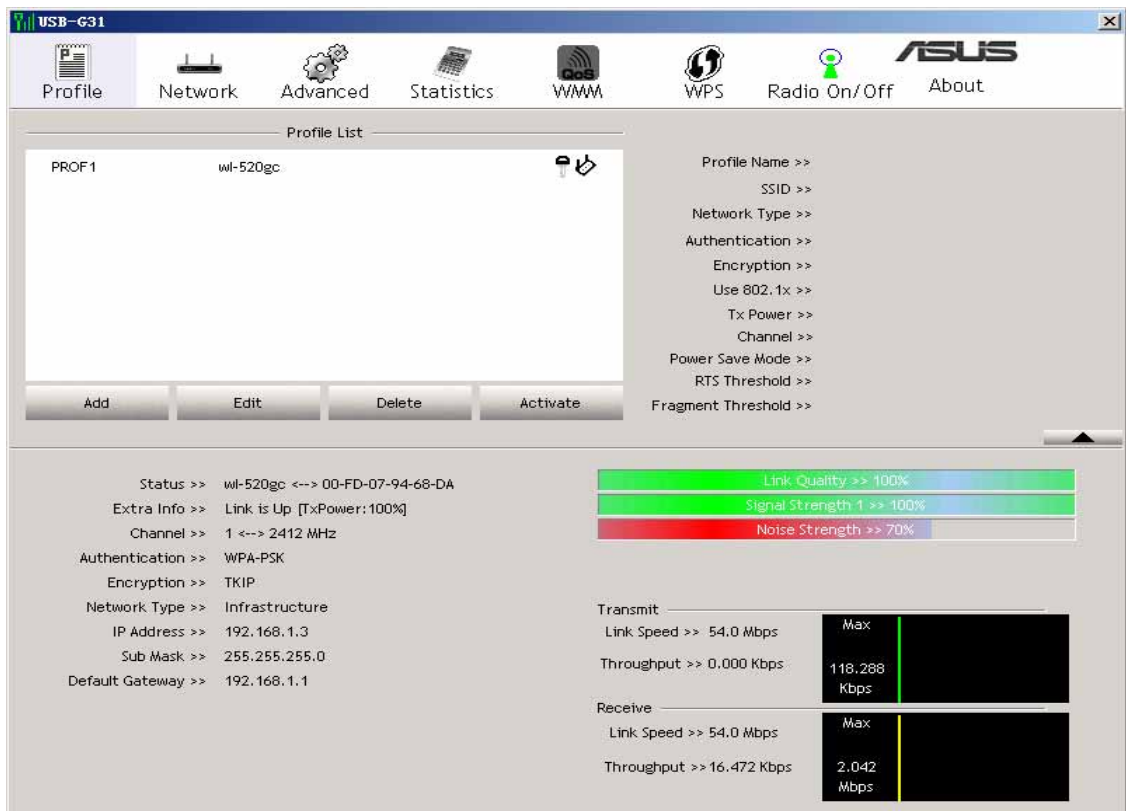 USB-G31
Profile
Network
Advanced
Statistics
QoS
WMM
WPS
Radio On/Off
ASUS
About
Profile List
PROF1 wl-520gc
Add
Edit
Delete
Activate
Profile Name >>
SSID >>
Network Type >>
Authentication >>
Encryption >>
Use 802.1x >>
Tx Power >>
Channel >>
Power Save Mode >>
RTS Threshold >>
Fragment Threshold >>
Status >> wl-520gc <--> 00-FD-07-94-68-DA
Extra Info >> Link is Up [TxPower:100%]
Channel >> 1 <--> 2412 MHz
Authentication >> WPA-PSK
Encryption >> TKIP
Network Type >> Infrastructure
IP Address >> 192.168.1.3
Sub Mask >> 255.255.255.0
Default Gateway >> 192.168.1.1
Link Quality >> 100%
Signal Strength 1 >> 100%
Noise Strength >> 70%
Transmit
Link Speed >> 54.0 Mbps
Throughput >> 0.000 Kbps
Max
118.288
Kbps
Receive
Link Speed >> 54.0 Mbps
Throughput >> 16.472 Kbps
Max
2.042
Mbps